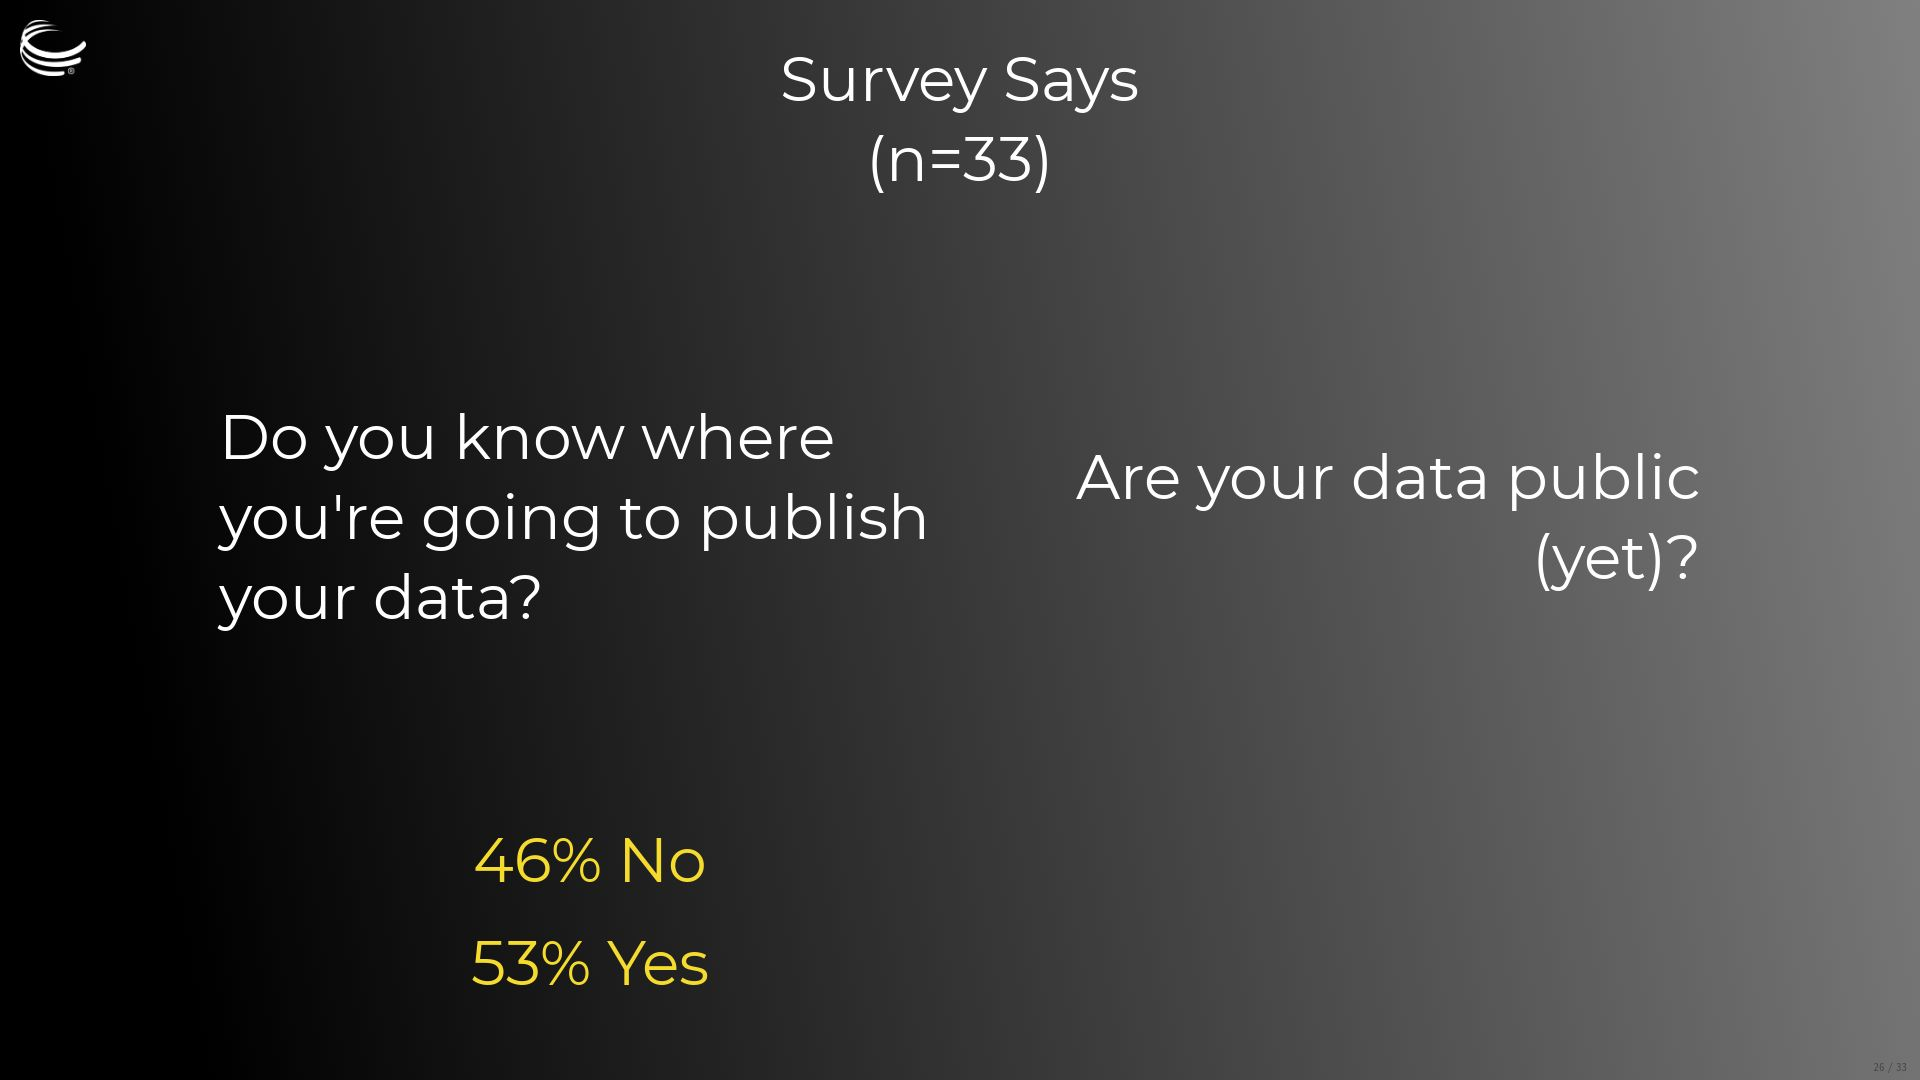 Survey Says
(n=33)
Do you know where
you're going to publish
your data?
Are your data public
(yet)?
46% No
53% Yes
26 / 33